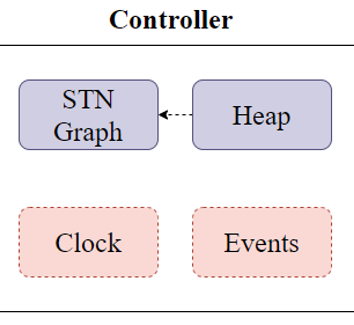 Controller
STN
Graph
Heap
Clock
Events